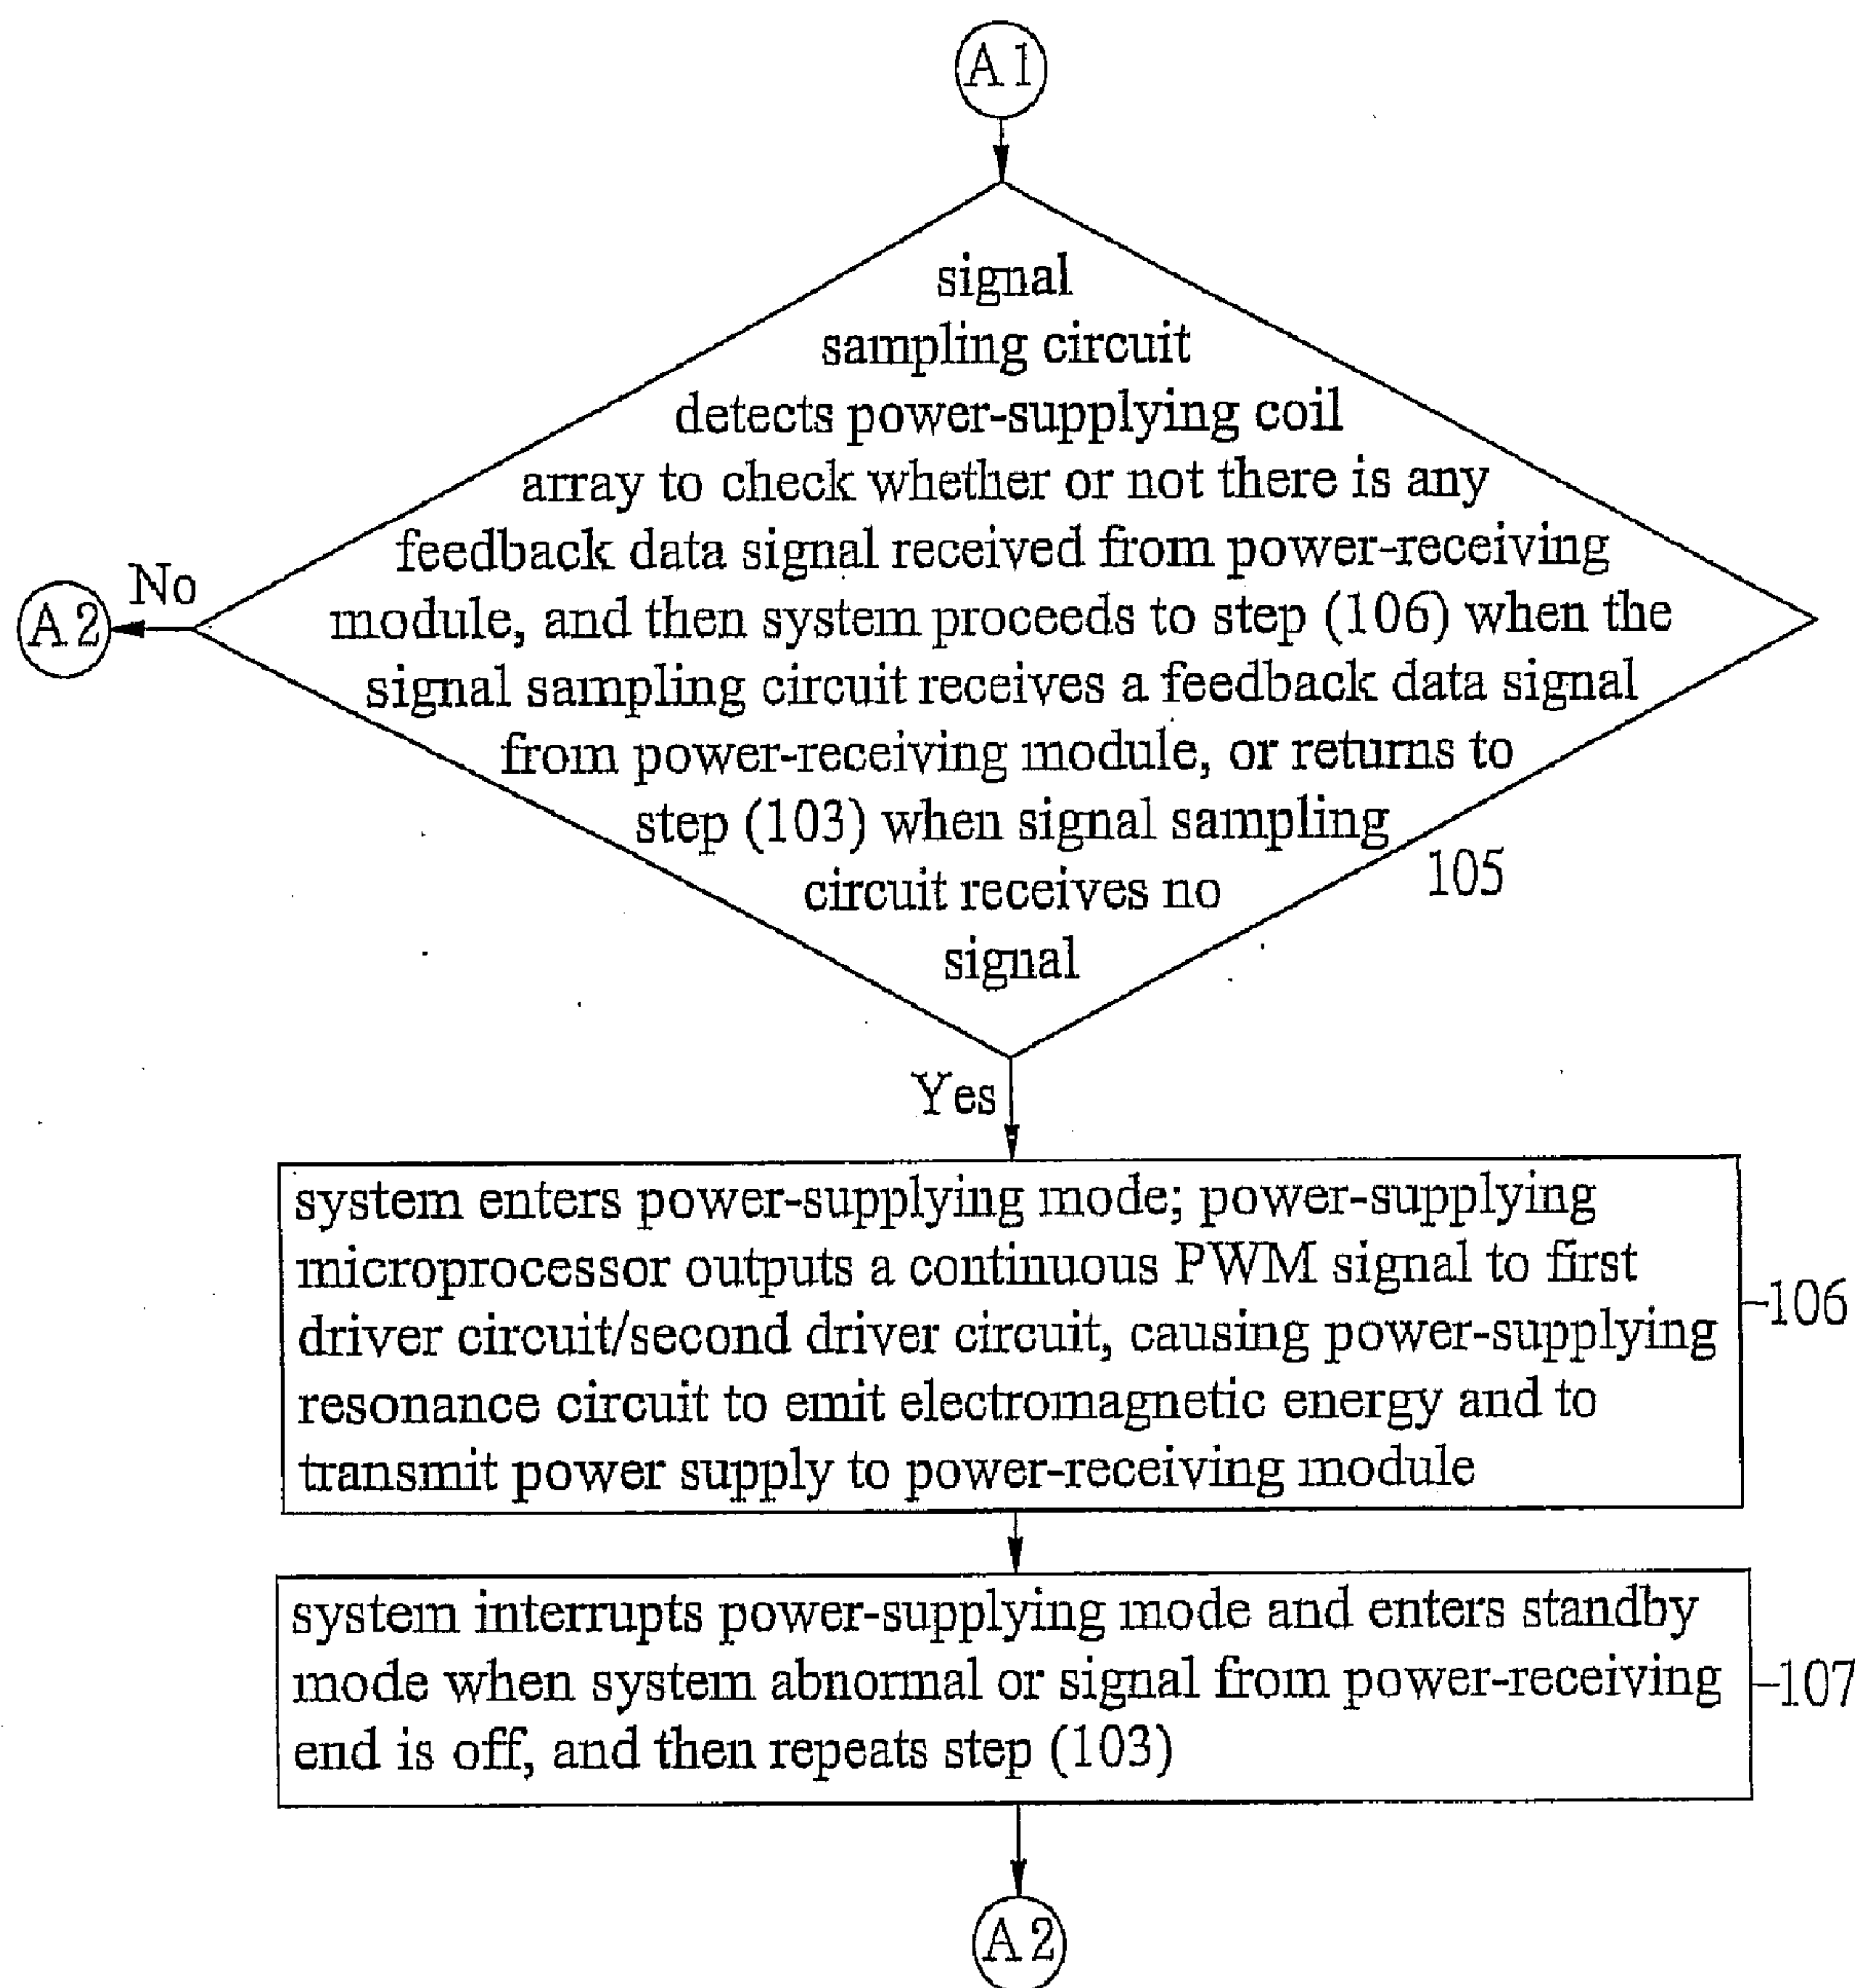 A1
signal
sampling circuit
detects power-supplying coil
array to check whether or not there is any
feedback data signal received from power-receiving
module, and then system proceeds to step (106) when the
signal sampling circuit receives a feedback data signal
from power-receiving module, or returns to
step (103) when signal sampling
circuit receives no
signal
105
No
A2
Yes
system enters power-supplying mode; power-supplying
microprocessor outputs a continuous PWM signal to first
driver circuit/second driver circuit, causing power-supplying
resonance circuit to emit electromagnetic energy and to
transmit power supply to power-receiving module
106
system interrupts power-supplying mode and enters standby
mode when system abnormal or signal from power-receiving
end is off, and then repeats step (103)
107
A2